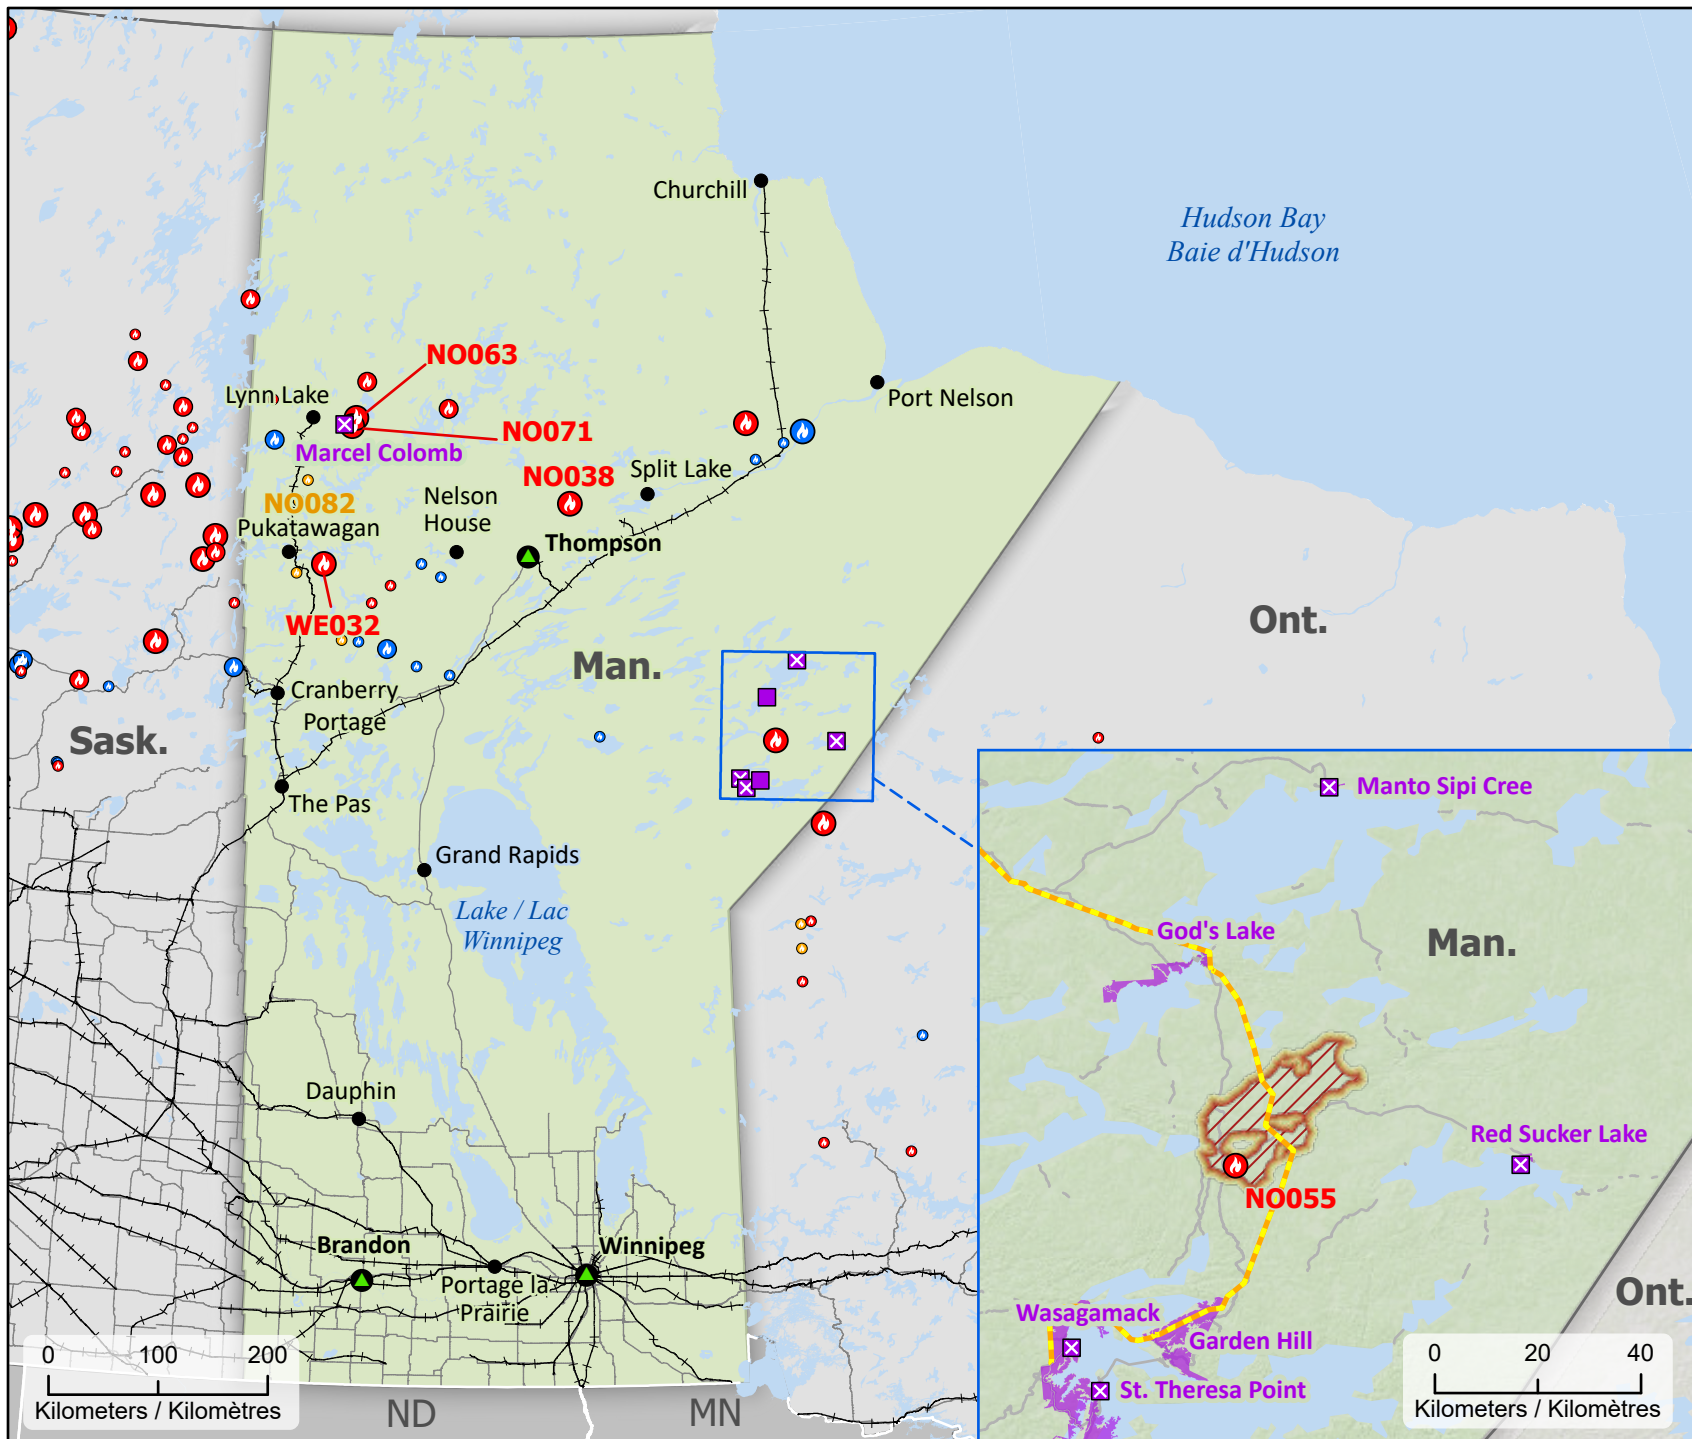 Churchill
Hudson Bay
Baie d'Hudson
NO063
Lynn Lake
Port Nelson
NO071
Marcel Colomb
NO038
Split Lake
NO082
Nelson
House
Pukatawagan
Thompson
WE032
Ont.
Man.
Cranberry
Portage
Sask.
The Pas
Manto Sipi Cree
Grand Rapids
Lake / Lac
Winnipeg
God's Lake
Man.
Dauphin
Red Sucker Lake
NO055
Brandon
Winnipeg
Portage la
Prairie
Ont.
Wasagamack
Garden Hill
St. Theresa Point
0 100 200
Kilometers / Kilomètres
ND
MN
0 20 40
Kilometers / Kilomètres